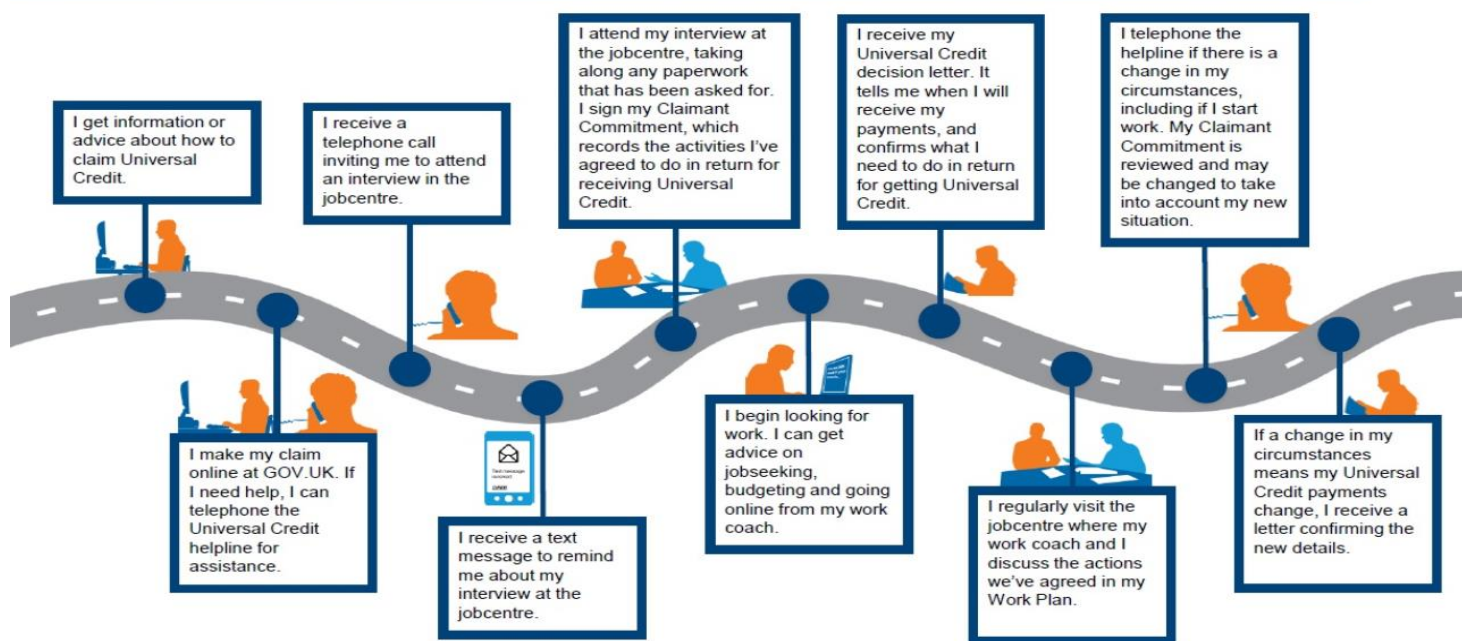 I get information or
advice about how to
claim Universal
Credit.
I make my claim
online at GOV.UK. If
I need help, I can
telephone the
Universal Credit
helpline for
assistance.
I receive a
telephone call
inviting me to attend
an interview in the
jobcentre.
I receive a text
message to remind
me about my
interview at the
jobcentre.
I attend my interview at
the jobcentre, taking
along any paperwork
that has been asked for.
I sign my Claimant
Commitment, which
records the activities I've
agreed to do in return for
receiving Universal
Credit.
I begin looking for
work. I can get
advice on
jobseeking,
budgeting and going
online from my work
coach.
I receive my
Universal Credit
decision letter. It
tells me when I will
receive my
payments, and
confirms what I
need to do in return
for getting Universal
Credit.
I regularly visit the
jobcentre where my
work coach and I
discuss the actions
we've agreed in my
Work Plan.
I telephone the
helpline if there is a
change in my
circumstances,
including if I start
work. My Claimant
Commitment is
reviewed and may
be changed to take
into account my new
situation.
If a change in my
circumstances
means my Universal
Credit payments
change, I receive a
letter confirming the
new details.